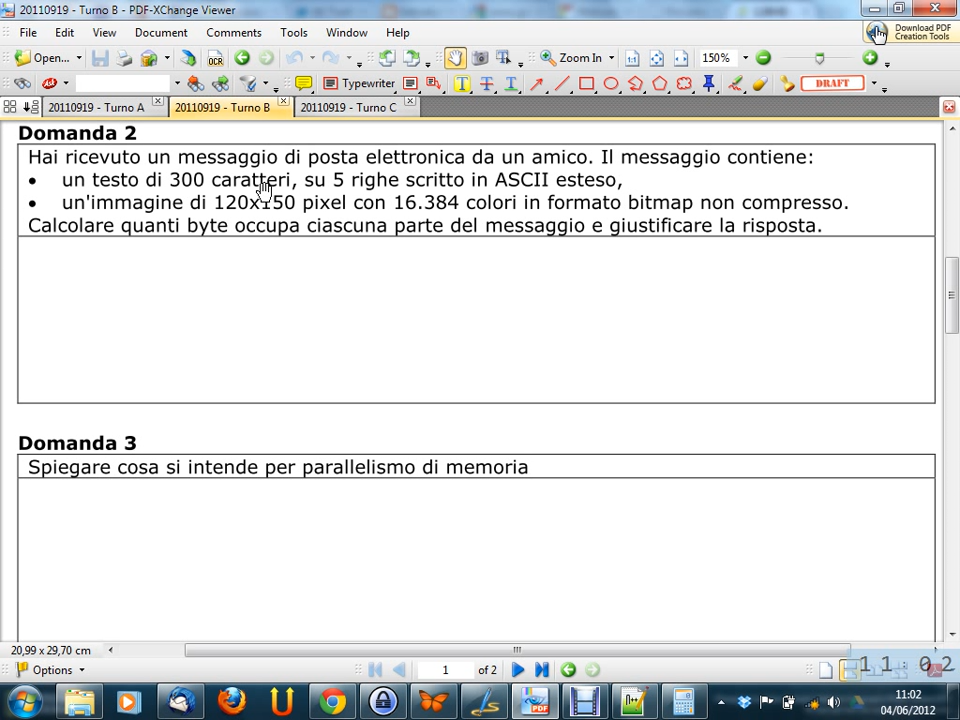 20110919 - Turno B - PDF-XChange Viewer
File Edit View Document Comments Tools Window Help
Download PDF Creation Tools
Open... OCR Zoom In 150%
Typewriter DRAFT
20110919 - Turno A 20110919 - Turno B 20110919 - Turno C
Domanda 2
Hai ricevuto un messaggio di posta elettronica da un amico. Il messaggio contiene:
• un testo di 300 caratteri, su 5 righe scritto in ASCII esteso,
• un'immagine di 120x150 pixel con 16.384 colori in formato bitmap non compresso.
Calcolare quanti byte occupa ciascuna parte del messaggio e giustificare la risposta.
Domanda 3
Spiegare cosa si intende per parallelismo di memoria
20,99 x 29,70 cm
Options 1 of 2
11:02
11:02
04/06/2012